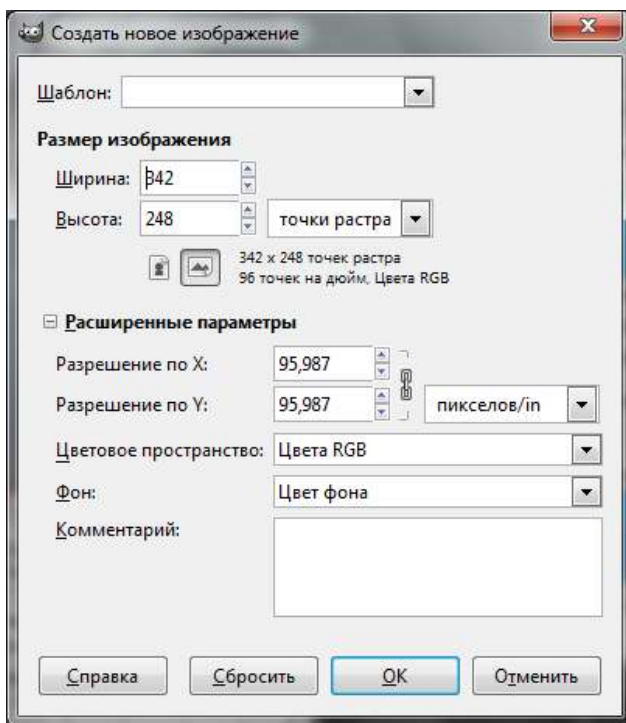 Создать новое изображение
Шаблон:
Размер изображения
Ширина: 342
Высота: 248 точки растра
342 x 248 точек растра
96 точек на дюйм, Цвета RGB
Расширенные параметры
Разрешение по X: 95,987
Разрешение по Y: 95,987 пикселов/in
Цветовое пространство: Цвета RGB
Фон: Цвет фона
Комментарий:
Справка Сбросить OK Отменить